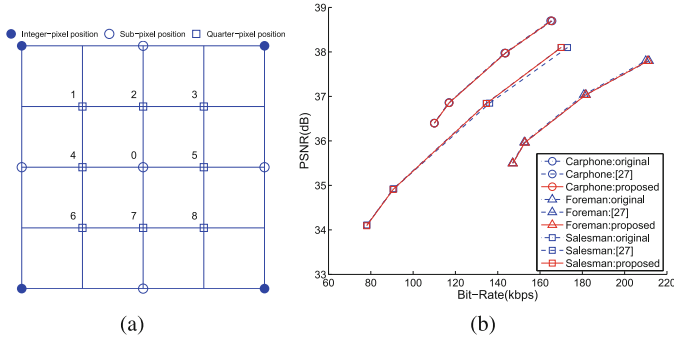 Integer-pixel position Sub-pixel position Quarter-pixel position
1 2 3
4 0 5
6 7 8
(a)
39
38
37
36
35
34
33
60 80 100 120 140 160 180 200 220
PSNR(dB)
Bit-Rate(kbps)
Carphone:original
Carphone:[27]
Carphone:proposed
Foreman:original
Foreman:[27]
Foreman:proposed
Salesman:original
Salesman:[27]
Salesman:proposed
(b)